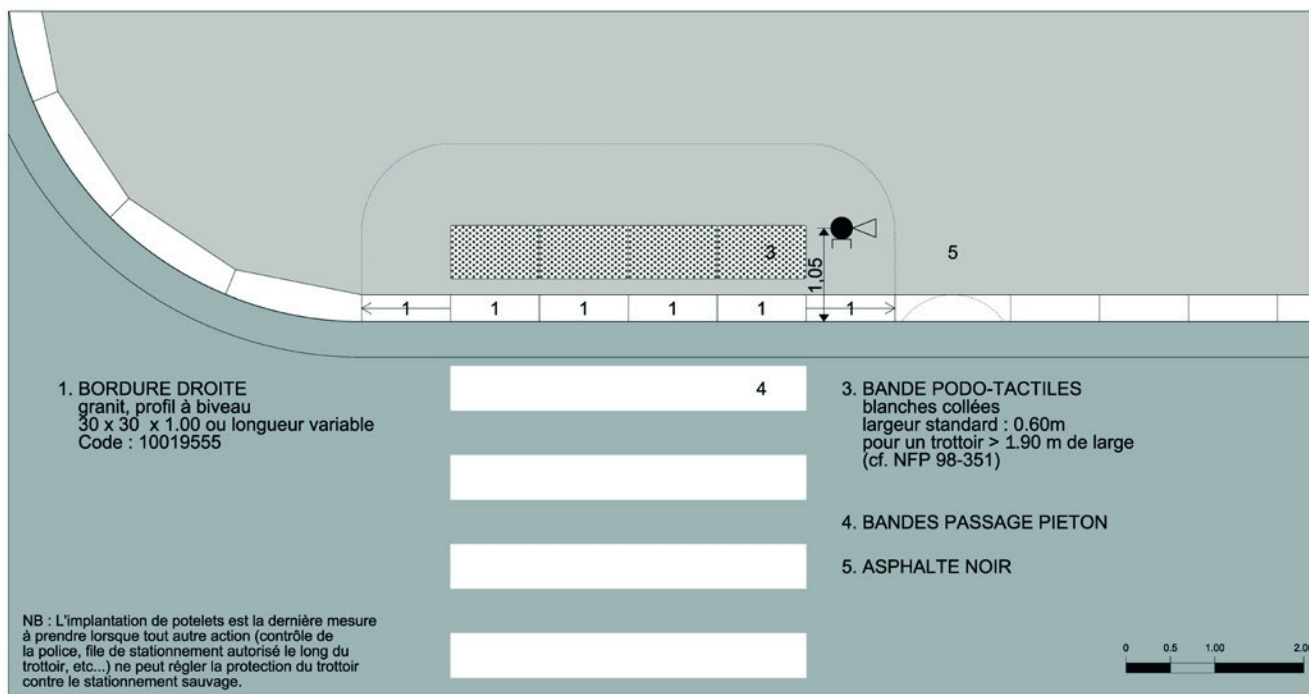 3
5
1,05
1 1 1 1 1 1
1. BORDURE DROITE
granit, profil à biveau
30 x 30 x 1.00 ou longueur variable
Code : 10019555
4
3. BANDE PODO-TACTILES
blanches collées
largeur standard : 0.60m
pour un trottoir > 1.90 m de large
(cf. NFP 98-351)
4. BANDES PASSAGE PIETON
5. ASPHALTE NOIR
NB : L'implantation de potelets est la dernière mesure
à prendre lorsque tout autre action (contrôle de
la police, file de stationnement autorisé le long du
trottoir, etc...) ne peut régler la protection du trottoir
contre le stationnement sauvage.
0 0.5 1.00 2.00